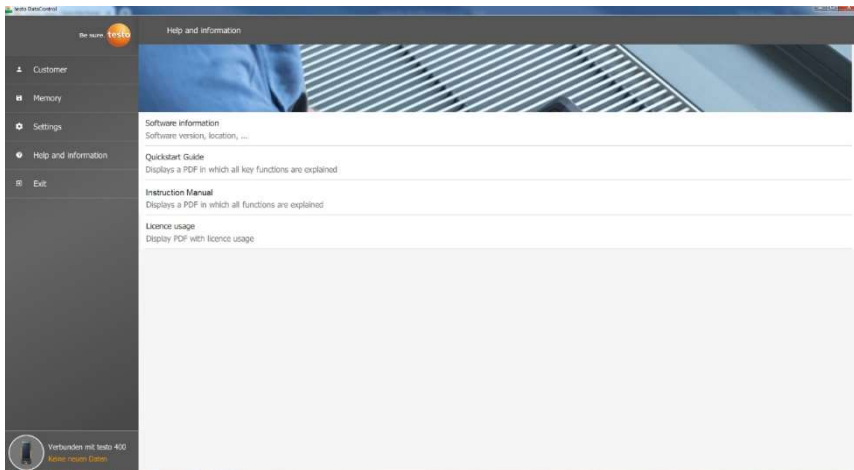 testo DataControl
Be sure. testo
Help and information
Customer
Memory
Settings
Help and information
Exit
Software information
Software version, location, ...
Quickstart Guide
Displays a PDF in which all key functions are explained
Instruction Manual
Displays a PDF in which all functions are explained
Licence usage
Display PDF with licence usage
Verbunden mit testo 400
Keine neuen Daten